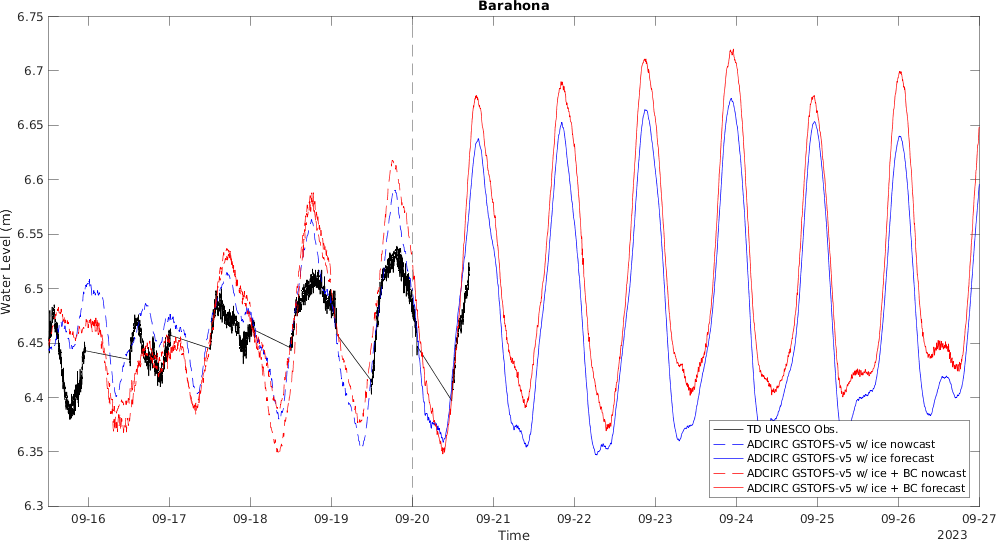 Barahona
6.75
6.7
6.65
6.6
6.55
6.5
6.45
6.4
6.35
6.3
Water Level (m)
TD UNESCO Obs.
ADCIRC GSTOFS-v5 w/ ice nowcast
ADCIRC GSTOFS-v5 w/ ice forecast
ADCIRC GSTOFS-v5 w/ ice + BC nowcast
ADCIRC GSTOFS-v5 w/ ice + BC forecast
09-16 09-17 09-18 09-19 09-20 09-21 09-22 09-23 09-24 09-25 09-26 09-27
Time
2023